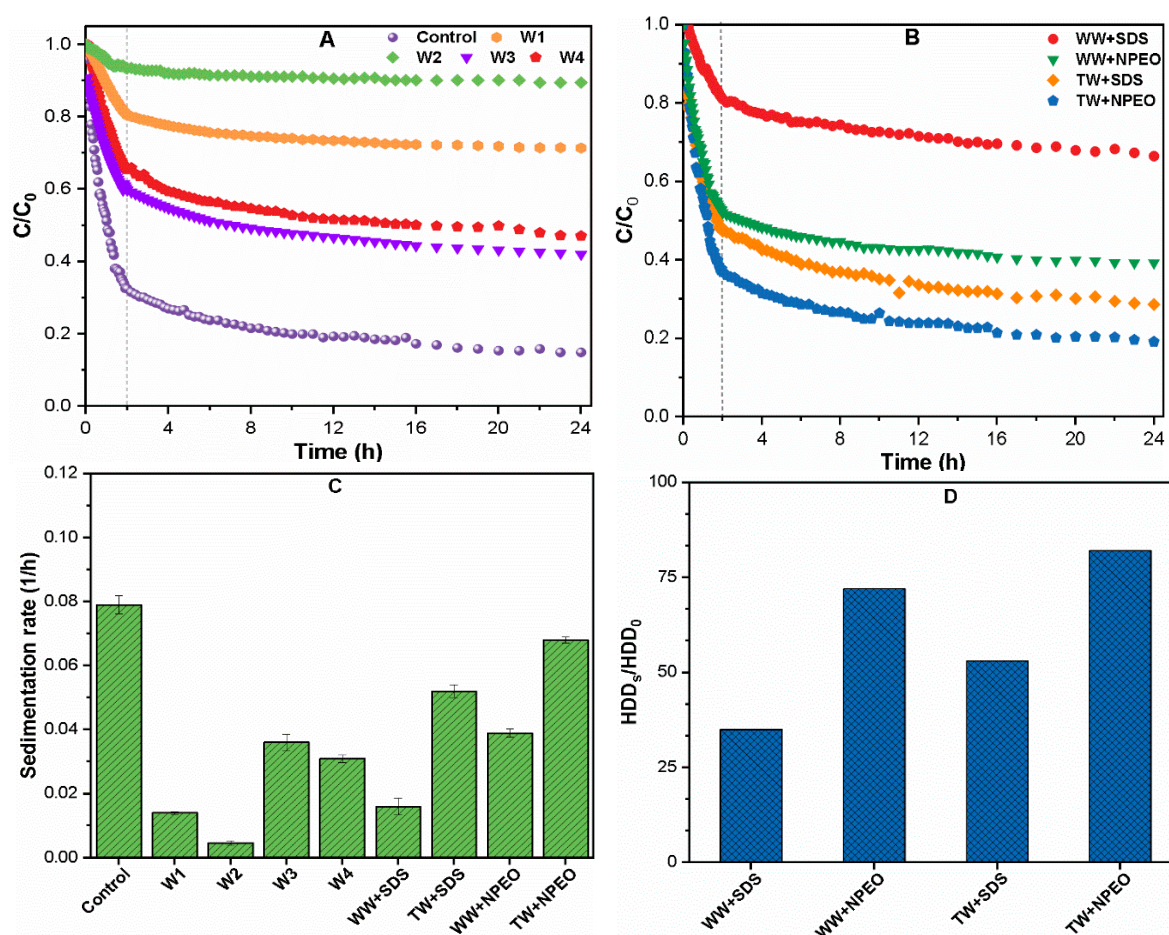 A
Control W1
W2 W3 W4
1.0
0.8
0.6
0.4
0.2
0.0
C/C₀
0 4 8 12 16 20 24
Time (h)
B
WW+SDS
WW+NPEO
TW+SDS
TW+NPEO
1.0
0.8
0.6
0.4
0.2
0.0
C/C₀
0 4 8 12 16 20 24
Time (h)
C
0.12
0.10
0.08
0.06
0.04
0.02
0.00
Sedimentation rate (1/h)
Control W1 W2 W3 W4 WW+SDS TW+SDS WW+NPEO TW+NPEO
D
100
75
50
25
0
HDDₛ/HDD₀
WW+SDS WW+NPEO TW+SDS TW+NPEO